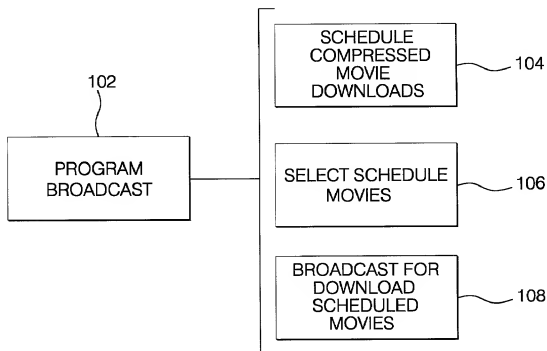 102
PROGRAM
BROADCAST
SCHEDULE
COMPRESSED
MOVIE
DOWNLOADS
104
SELECT SCHEDULE
MOVIES
106
BROADCAST FOR
DOWNLOAD
SCHEDULED
MOVIES
108